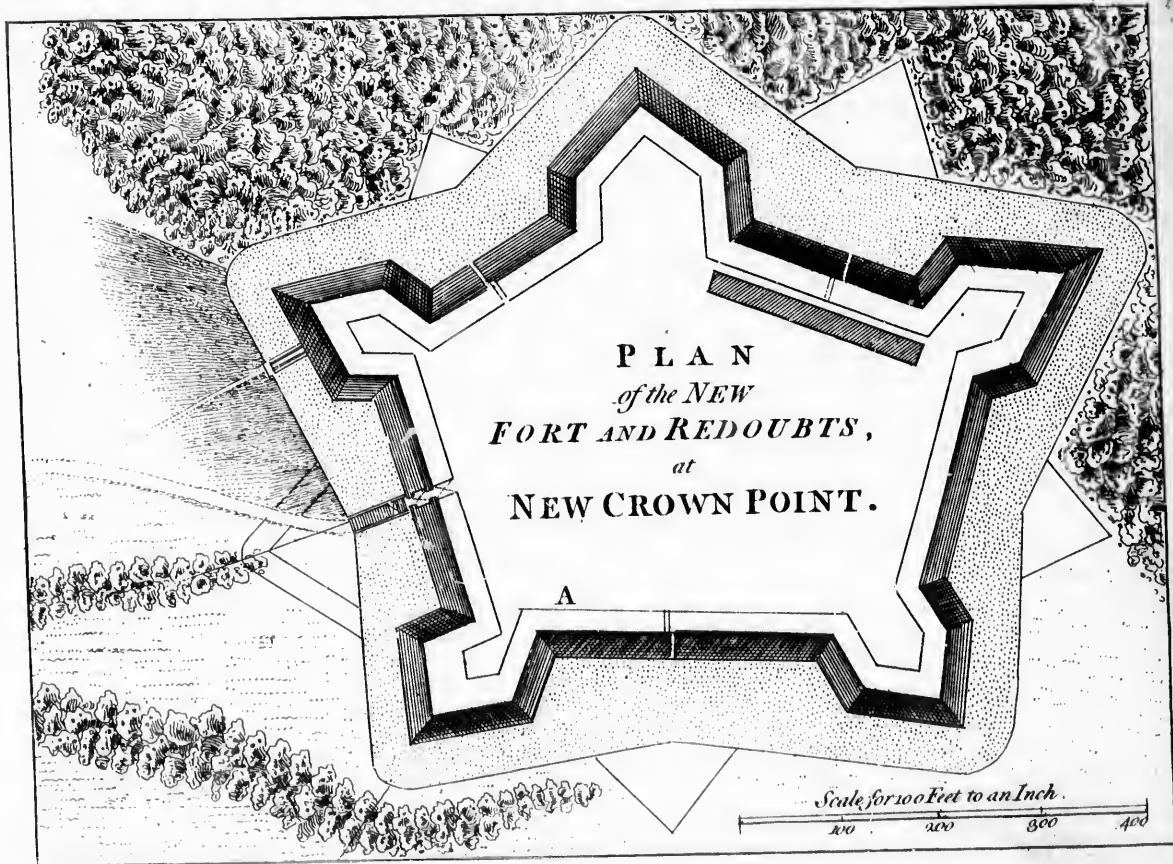 PLAN
of the NEW
FORT AND REDOUBTS,
at
NEW CROWN POINT.
A
Scale for 100 Feet to an Inch.
100 200 300 400